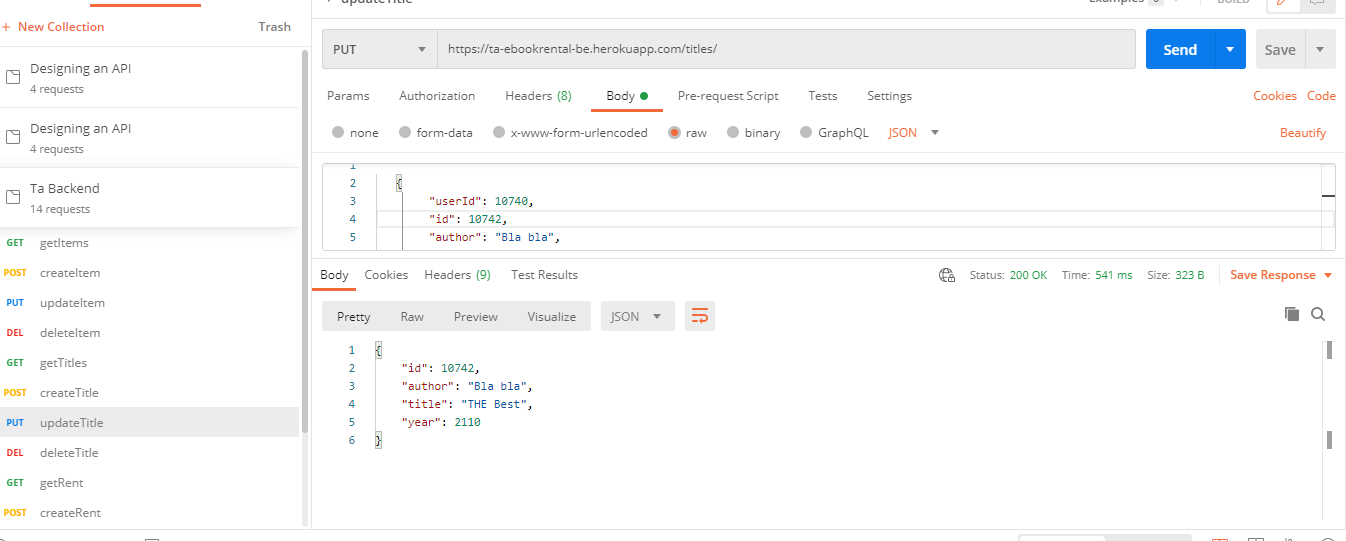 updateTitle
Examples 0
BUILD
+ New Collection
Trash
Designing an API
4 requests
Designing an API
4 requests
Ta Backend
14 requests
GET getItems
POST createItem
PUT updateItem
DEL deleteItem
GET getTitles
POST createTitle
PUT updateTitle
DEL deleteTitle
GET getRent
POST createRent
PUT
https://ta-ebookrental-be.herokuapp.com/titles/
Send
Save
Params Authorization Headers (8) Body Pre-request Script Tests Settings
Cookies Code
none form-data x-www-form-urlencoded raw binary GraphQL JSON
Beautify
1
2 {
3 "userId": 10740,
4 "id": 10742,
5 "author": "Bla bla",
Body Cookies Headers (9) Test Results
Status: 200 OK Time: 541 ms Size: 323 B
Save Response
Pretty Raw Preview Visualize JSON
1 {
2 "id": 10742,
3 "author": "Bla bla",
4 "title": "THE Best",
5 "year": 2110
6 }